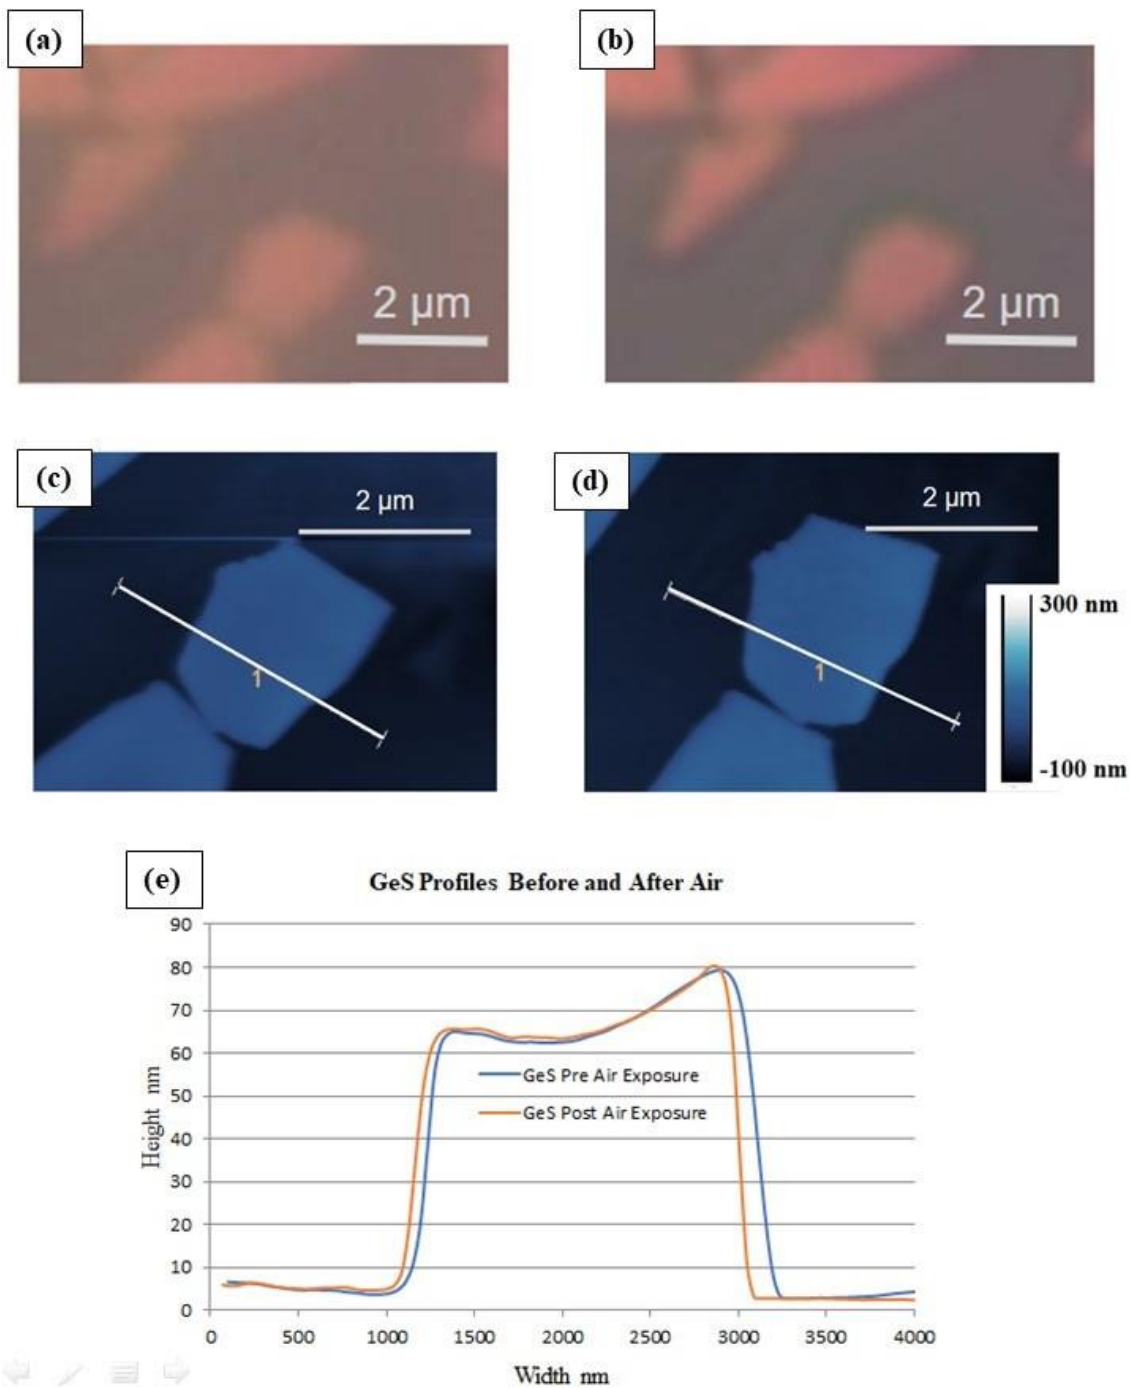 (a)
(b)
2 µm
2 µm
(c)
(d)
2 µm
2 µm
1
1
300 nm
-100 nm
(e)
GeS Profiles Before and After Air
90
80
70
60
50
40
30
20
10
0
Height nm
GeS Pre Air Exposure
GeS Post Air Exposure
0 500 1000 1500 2000 2500 3000 3500 4000
Width nm